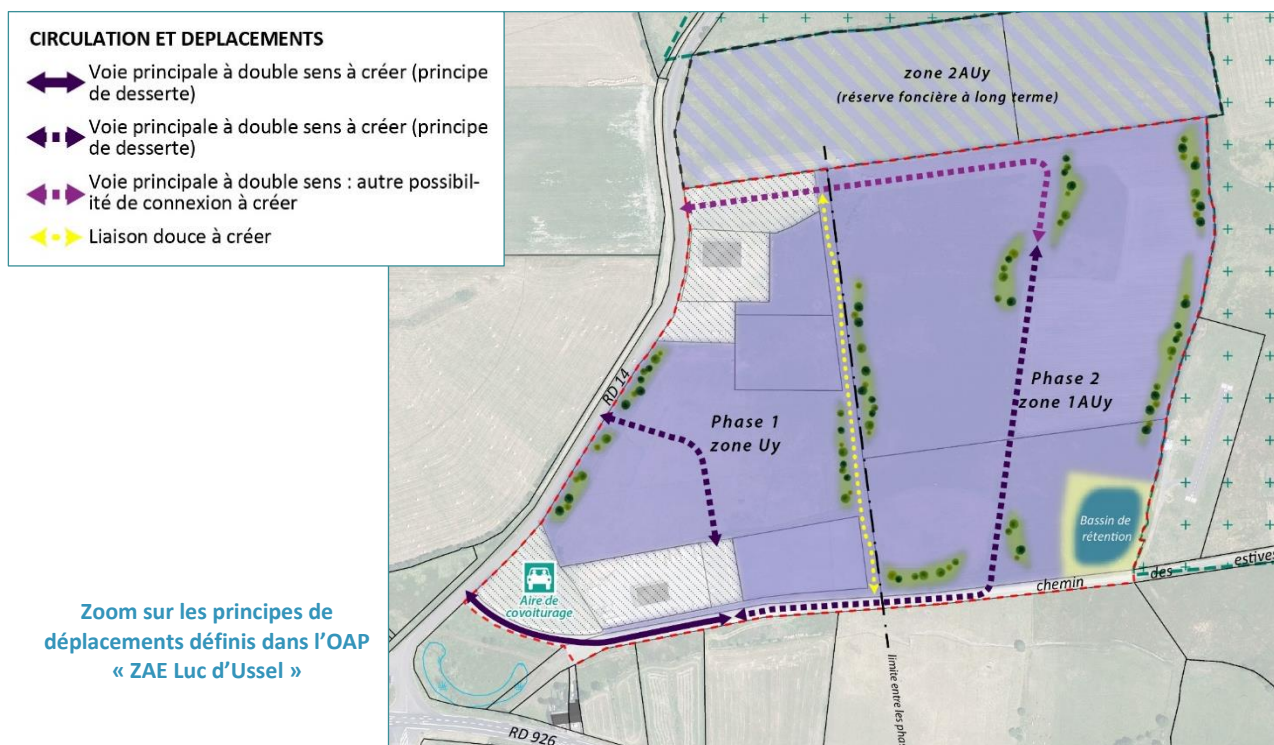 CIRCULATION ET DEPLACEMENTS
Voie principale à double sens à créer (principe
de desserte)
Voie principale à double sens à créer (principe
de desserte)
Voie principale à double sens : autre possibil-
ité de connexion à créer
Liaison douce à créer
zone 2AUy
(réserve foncière à long terme)
RD 14
Phase 1
zone Uy
Phase 2
zone 1AUy
Bassin de
rétention
Aire de
covoiturage
chemin des estives
limite entre les phas
RD 926
Zoom sur les principes de
déplacements définis dans l’OAP
« ZAE Luc d’Ussel »